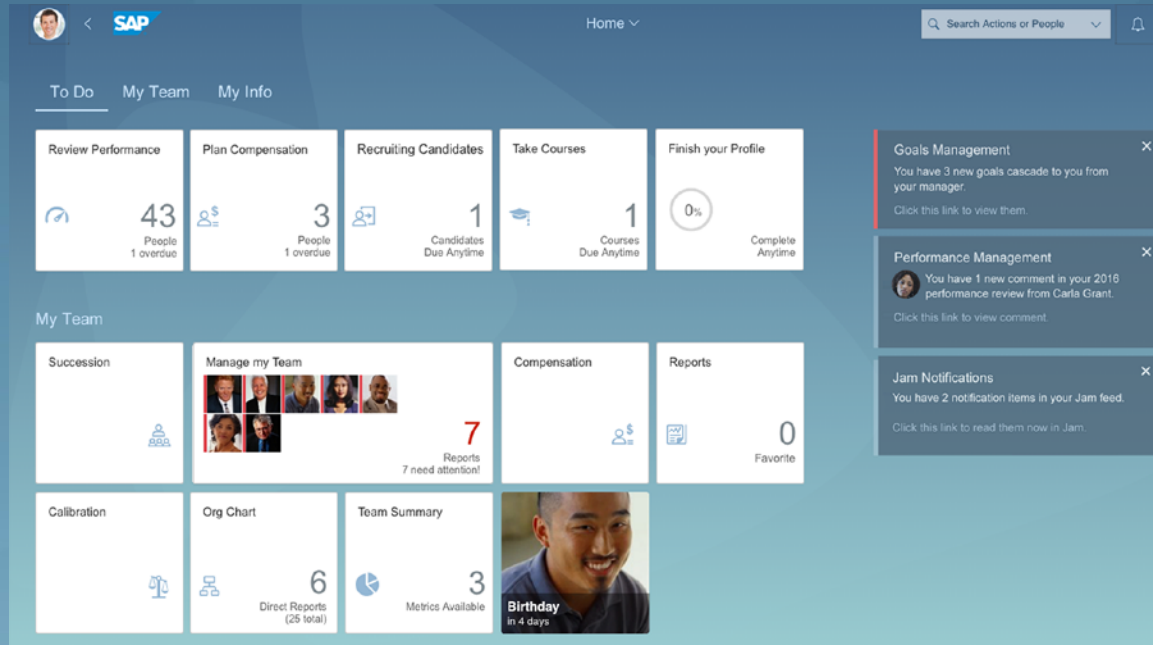 SAP
Home
Search Actions or People
To Do
My Team
My Info
Review Performance
43
People
1 overdue
Plan Compensation
3
People
1 overdue
Recruiting Candidates
1
Candidates
Due Anytime
Take Courses
1
Courses
Due Anytime
Finish your Profile
0%
Complete
Anytime
Goals Management
You have 3 new goals cascade to you from
your manager.
Click this link to view them.
Performance Management
You have 1 new comment in your 2016
performance review from Carla Grant.
Click this link to view comment.
Jam Notifications
You have 2 notification items in your Jam feed.
Click this link to read them now in Jam.
My Team
Succession
Manage my Team
7
Reports
7 need attention!
Compensation
Reports
0
Favorite
Calibration
Org Chart
6
Direct Reports
(25 total)
Team Summary
3
Metrics Available
Birthday
in 4 days